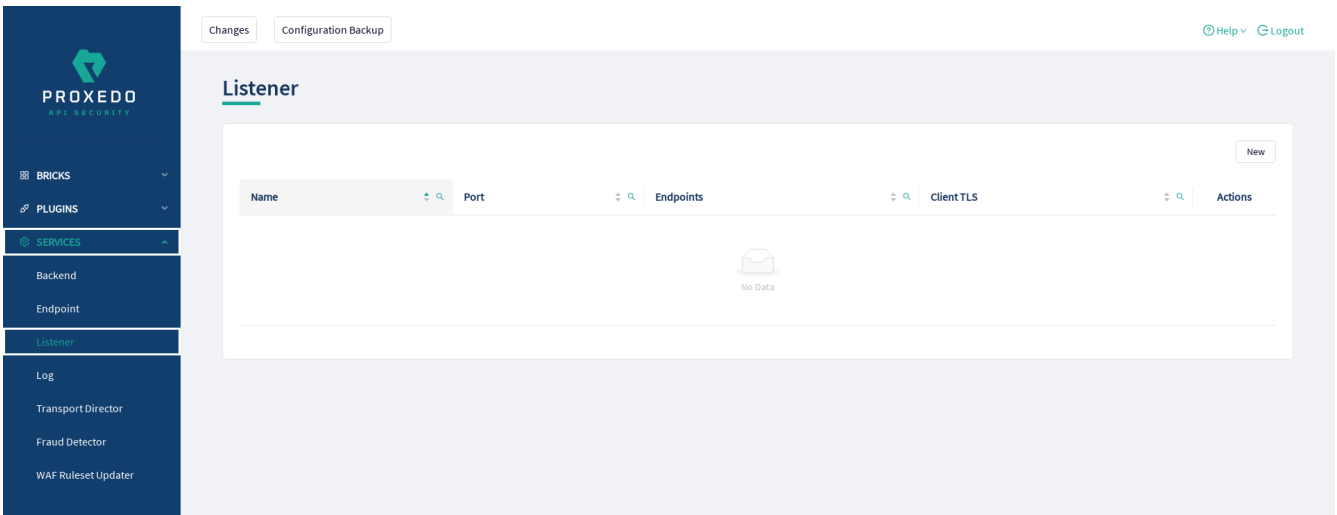 Changes Configuration Backup Help Logout
PROXEDO
API SECURITY
BRICKS
PLUGINS
SERVICES
Backend
Endpoint
Listener
Log
Transport Director
Fraud Detector
WAF Ruleset Updater
Listener
New
Name Port Endpoints Client TLS Actions
No Data